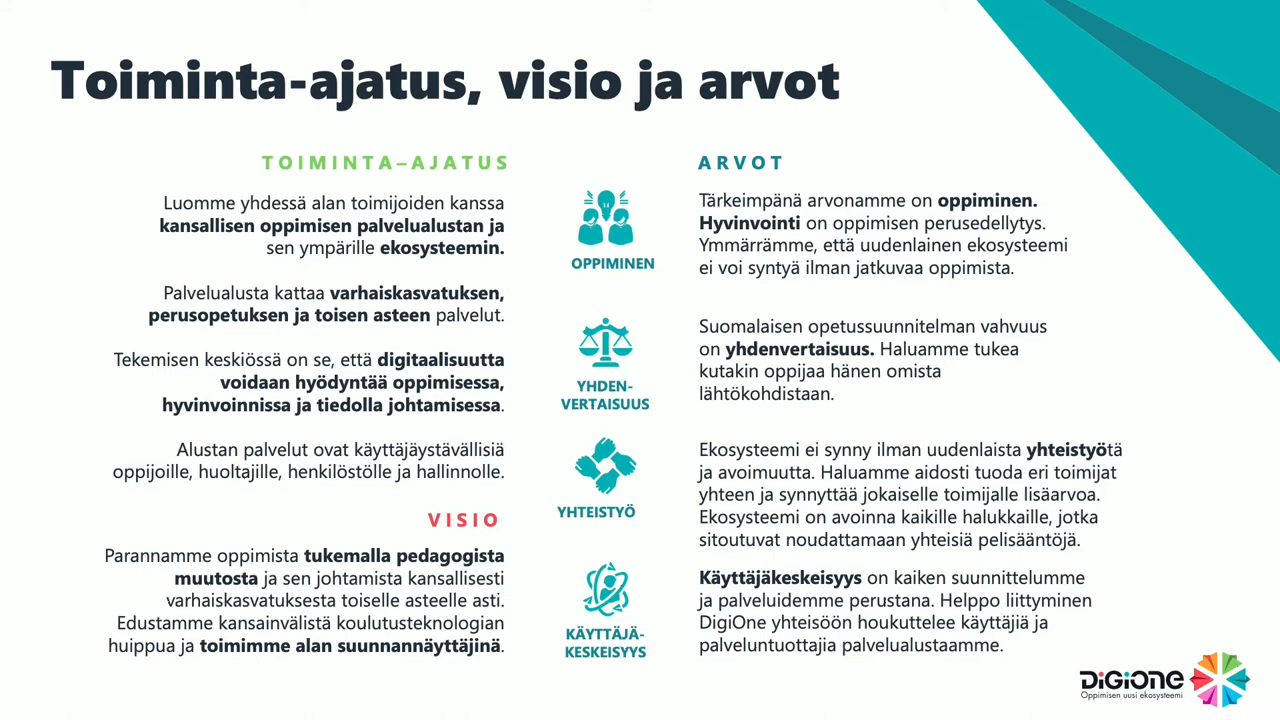 Toiminta-ajatus, visio ja arvot
TOIMINTA–AJATUS
Luomme yhdessä alan toimijoiden kanssa
kansallisen oppimisen palvelualustan ja
sen ympärille ekosysteemin.
Palvelualusta kattaa varhaiskasvatuksen,
perusopetuksen ja toisen asteen palvelut.
Tekemisen keskiössä on se, että digitaalisuutta
voidaan hyödyntää oppimisessa,
hyvinvoinnissa ja tiedolla johtamisessa.
Alustan palvelut ovat käyttäjäystävällisiä
oppijoille, huoltajille, henkilöstölle ja hallinnolle.
VISIO
Parannamme oppimista tukemalla pedagogista
muutosta ja sen johtamista kansallisesti
varhaiskasvatuksesta toiselle asteelle asti.
Edustamme kansainvälistä koulutusteknologian
huippua ja toimimme alan suunnannäyttäjinä.
ARVOT
OPPIMINEN
Tärkeimpänä arvonamme on oppiminen.
Hyvinvointi on oppimisen perusedellytys.
Ymmärrämme, että uudenlainen ekosysteemi
ei voi syntyä ilman jatkuvaa oppimista.
YHDEN-
VERTAISUUS
Suomalaisen opetussuunnitelman vahvuus
on yhdenvertaisuus. Haluamme tukea
kutakin oppijaa hänen omista
lähtökohdistaan.
YHTEISTYÖ
Ekosysteemi ei synny ilman uudenlaista yhteistyötä
ja avoimuutta. Haluamme aidosti tuoda eri toimijat
yhteen ja synnyttää jokaiselle toimijalle lisäarvoa.
Ekosysteemi on avoinna kaikille halukkaille, jotka
sitoutuvat noudattamaan yhteisiä pelisääntöjä.
KÄYTTÄJÄ-
KESKEISYYS
Käyttäjäkeskeisyys on kaiken suunnittelumme
ja palveluidemme perustana. Helppo liittyminen
DigiOne yhteisöön houkuttelee käyttäjiä ja
palveluntuottajia palvelualustaamme.
DIGIONE
Oppimisen uusi ekosysteemi